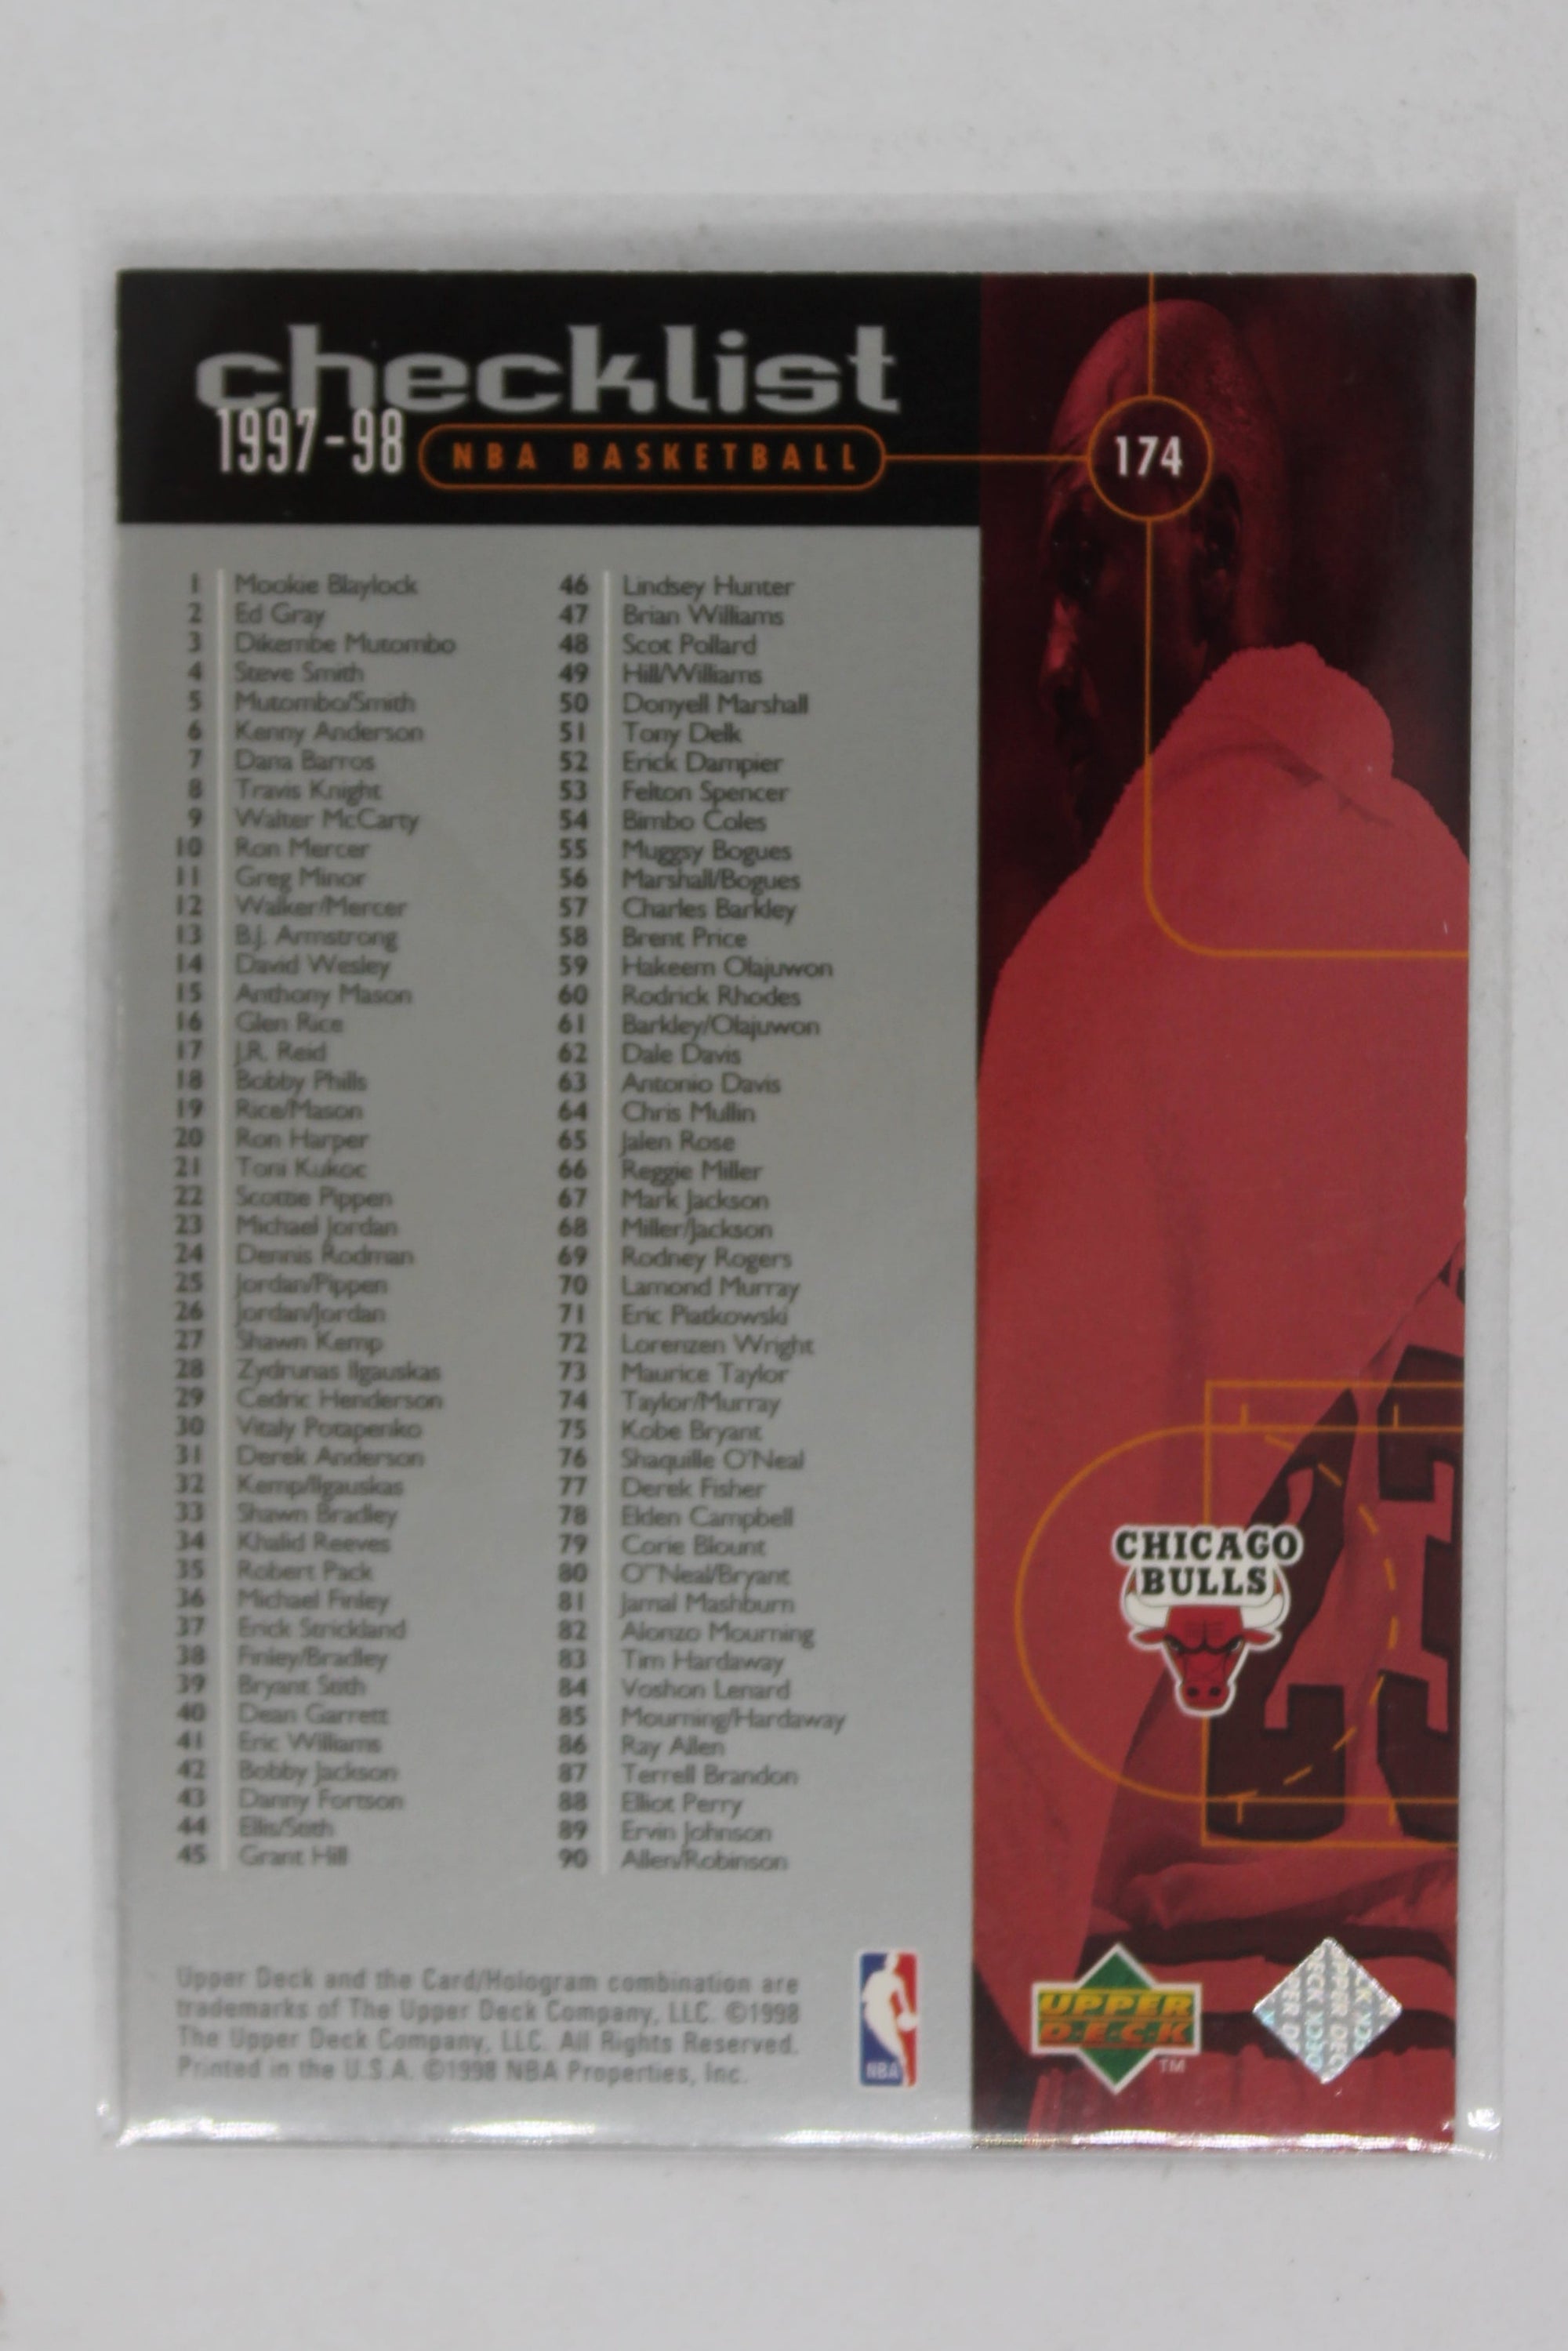 checklist
1997-98 NBA BASKETBALL 174
1 Mookie Blaylock
2 Ed Gray
3 Dikembe Mutombo
4 Steve Smith
5 Mutombo/Smith
6 Kenny Anderson
7 Dana Barros
8 Travis Knight
9 Walter McCarty
10 Ron Mercer
11 Greg Minor
12 Walker/Mercer
13 B.J. Armstrong
14 David Wesley
15 Anthony Mason
16 Glen Rice
17 J.R. Reid
18 Bobby Phills
19 Rice/Mason
20 Ron Harper
21 Toni Kukoc
22 Scottie Pippen
23 Michael Jordan
24 Dennis Rodman
25 Jordan/Pippen
26 Jordan/Jordan
27 Shawn Kemp
28 Zydrunas Ilgauskas
29 Cedric Henderson
30 Vitaly Potapenko
31 Derek Anderson
32 Kemp/Ilgauskas
33 Shawn Bradley
34 Khalid Reeves
35 Robert Pack
36 Michael Finley
37 Erick Strickland
38 Finley/Bradley
39 Bryant Stith
40 Dean Garrett
41 Eric Williams
42 Bobby Jackson
43 Danny Fortson
44 Ellis/Stith
45 Grant Hill
46 Lindsey Hunter
47 Brian Williams
48 Scot Pollard
49 Hill/Williams
50 Donyell Marshall
51 Tony Delk
52 Erick Dampier
53 Felton Spencer
54 Bimbo Coles
55 Muggsy Bogues
56 Marshall/Bogues
57 Charles Barkley
58 Brent Price
59 Hakeem Olajuwon
60 Rodrick Rhodes
61 Barkley/Olajuwon
62 Dale Davis
63 Antonio Davis
64 Chris Mullin
65 Jalen Rose
66 Reggie Miller
67 Mark Jackson
68 Miller/Jackson
69 Rodney Rogers
70 Lamond Murray
71 Eric Piatkowski
72 Lorenzen Wright
73 Maurice Taylor
74 Taylor/Murray
75 Kobe Bryant
76 Shaquille O'Neal
77 Derek Fisher
78 Elden Campbell
79 Corie Blount
80 O"Neal/Bryant
81 Jamal Mashburn
82 Alonzo Mourning
83 Tim Hardaway
84 Voshon Lenard
85 Mourning/Hardaway
86 Ray Allen
87 Terrell Brandon
88 Elliot Perry
89 Ervin Johnson
90 Allen/Robinson
23
CHICAGO
BULLS
Upper Deck and the Card/Hologram combination are
trademarks of The Upper Deck Company, LLC. ©1998
The Upper Deck Company, LLC. All Rights Reserved.
Printed in the U.S.A. ©1998 NBA Properties, Inc.
NBA
UPPER
DECK
TM